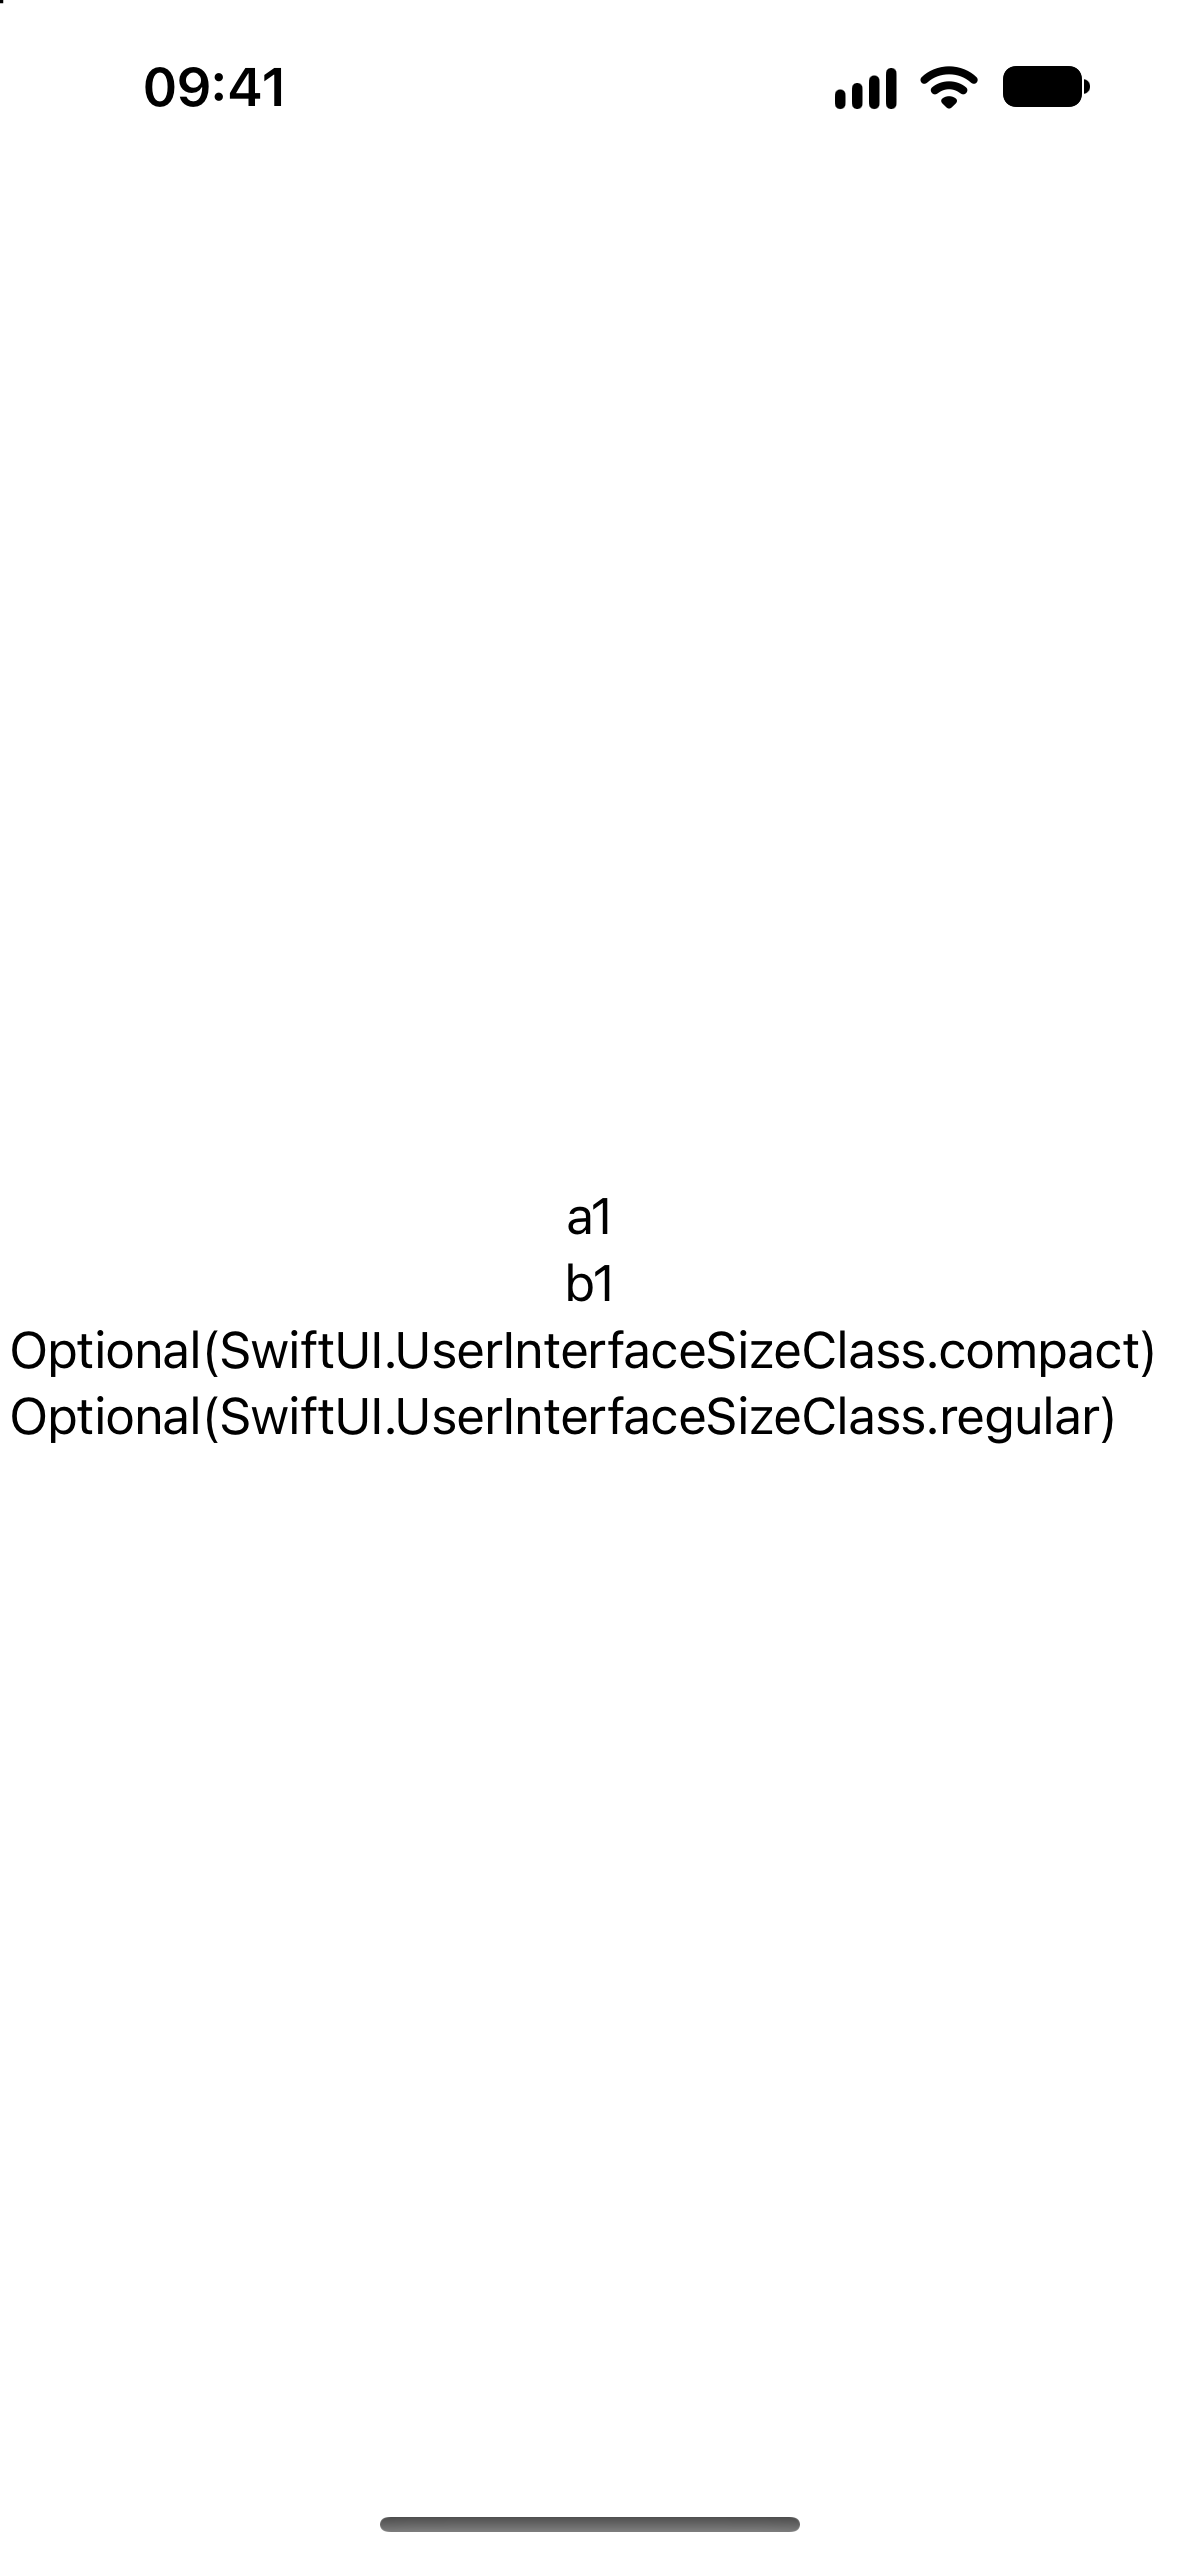 09:41
a1
b1
Optional(SwiftUI.UserInterfaceSizeClass.compact)
Optional(SwiftUI.UserInterfaceSizeClass.regular)